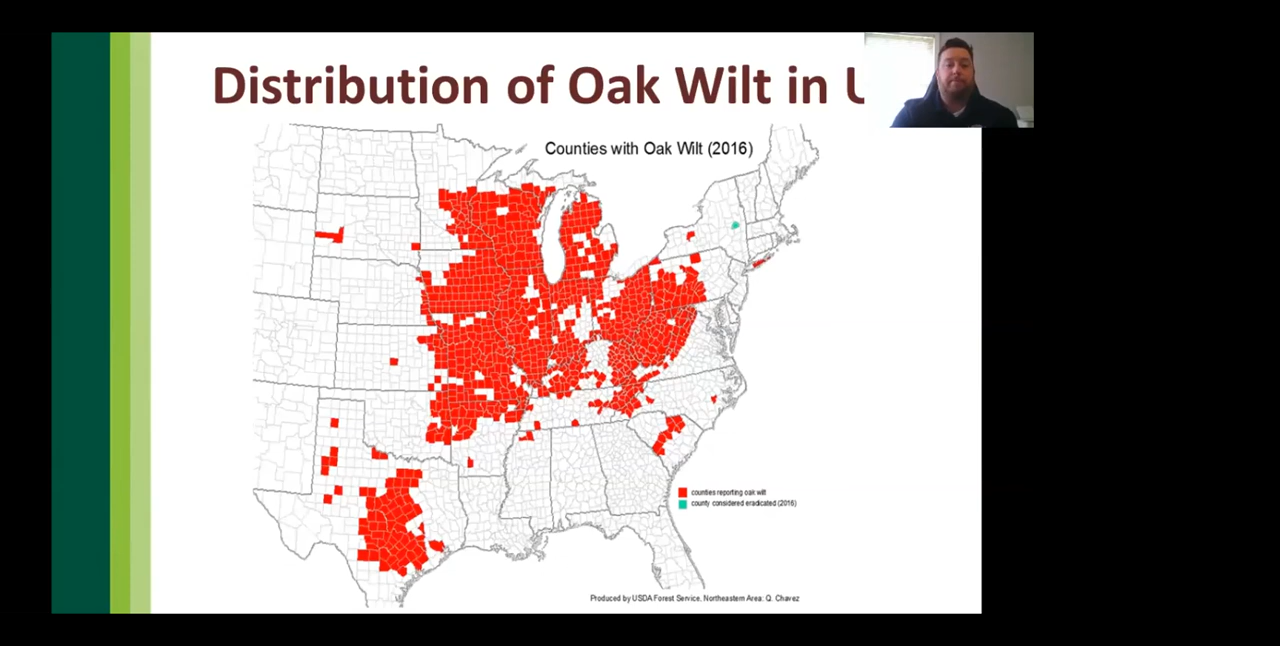 Distribution of Oak Wilt in U
Counties with Oak Wilt (2016)
counties reporting oak wilt
county considered eradicated (2016)
Produced by USDA Forest Service, Northeastern Area: Q. Chavez